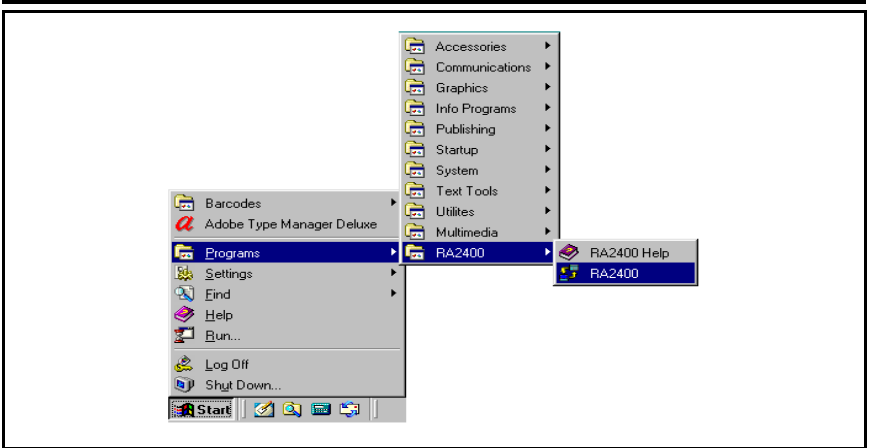 Accessories
Communications
Graphics
Info Programs
Publishing
Startup
System
Text Tools
Utilites
Multimedia
RA2400
RA2400 Help
RA2400
Barcodes
Adobe Type Manager Deluxe
Programs
Settings
Find
Help
Run...
Log Off
Shut Down...
Start